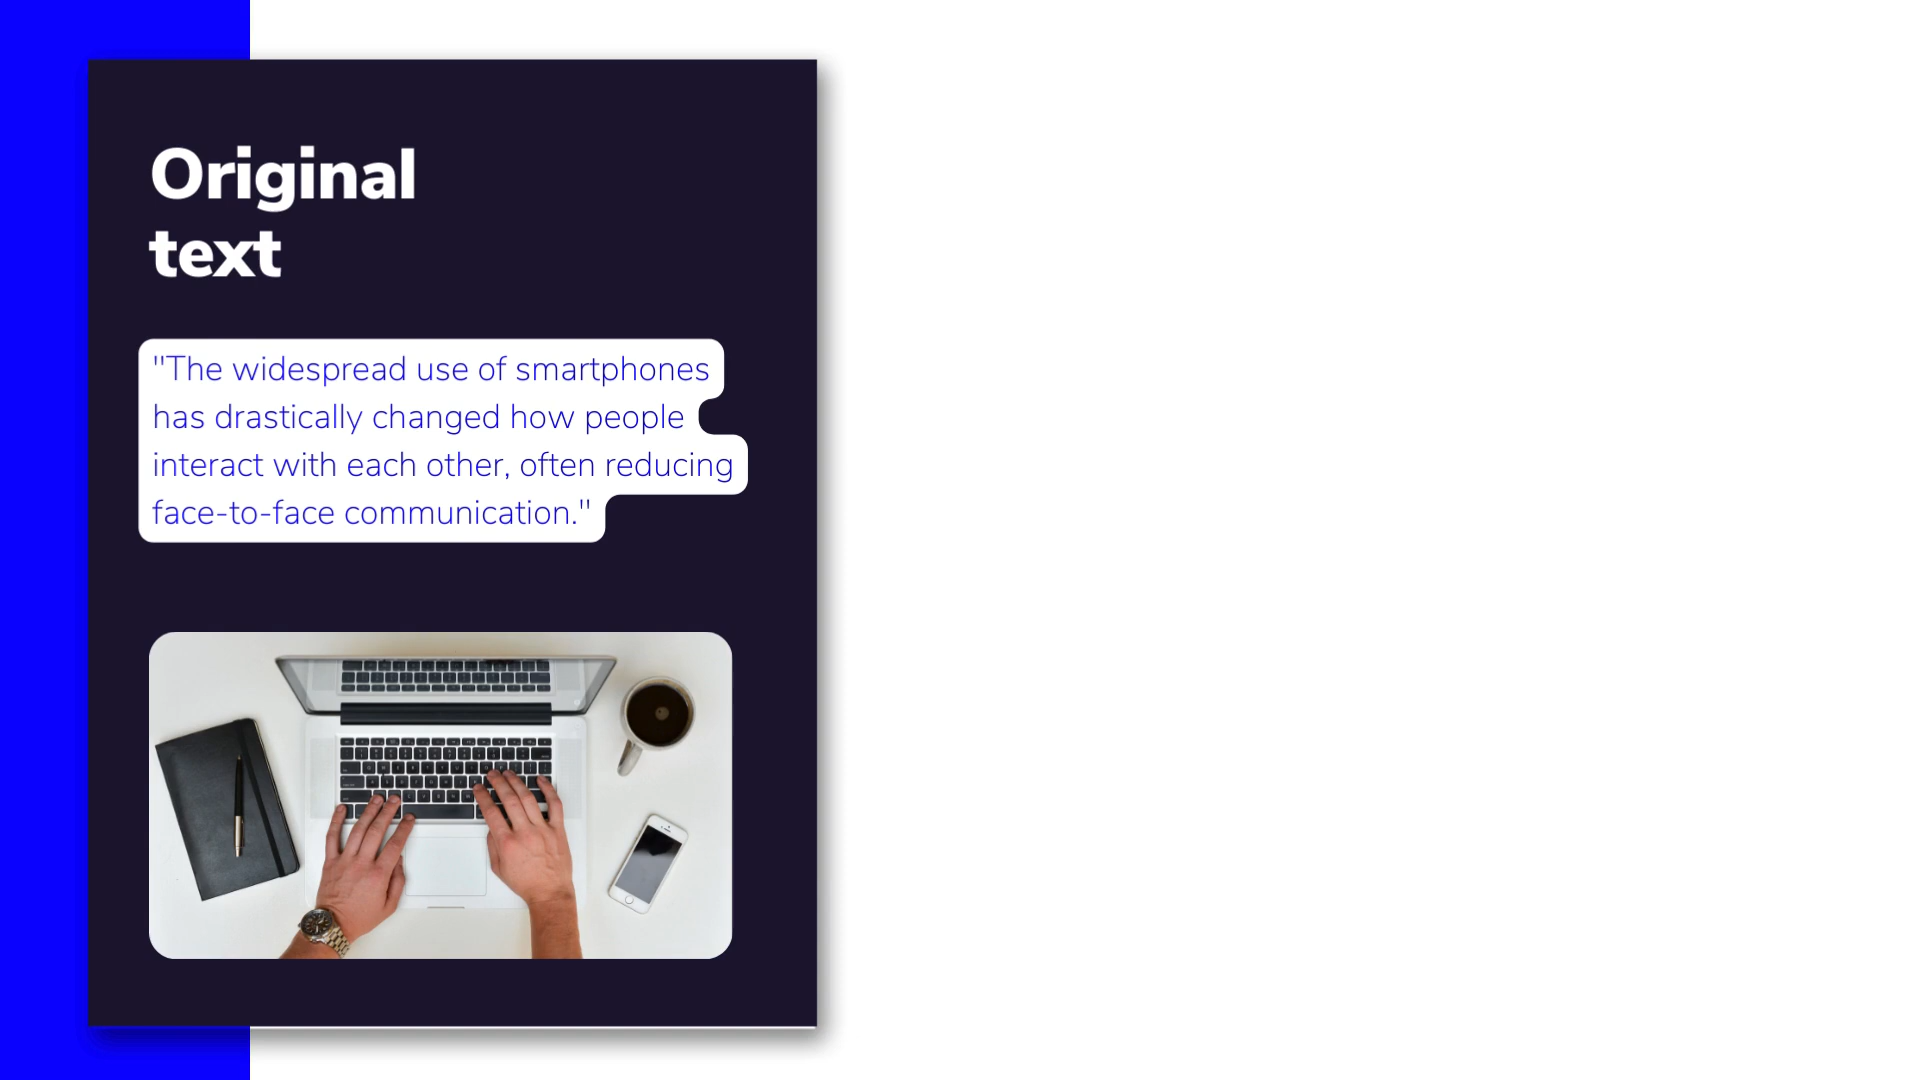 Original
text
"The widespread use of smartphones
has drastically changed how people
interact with each other, often reducing
face-to-face communication."